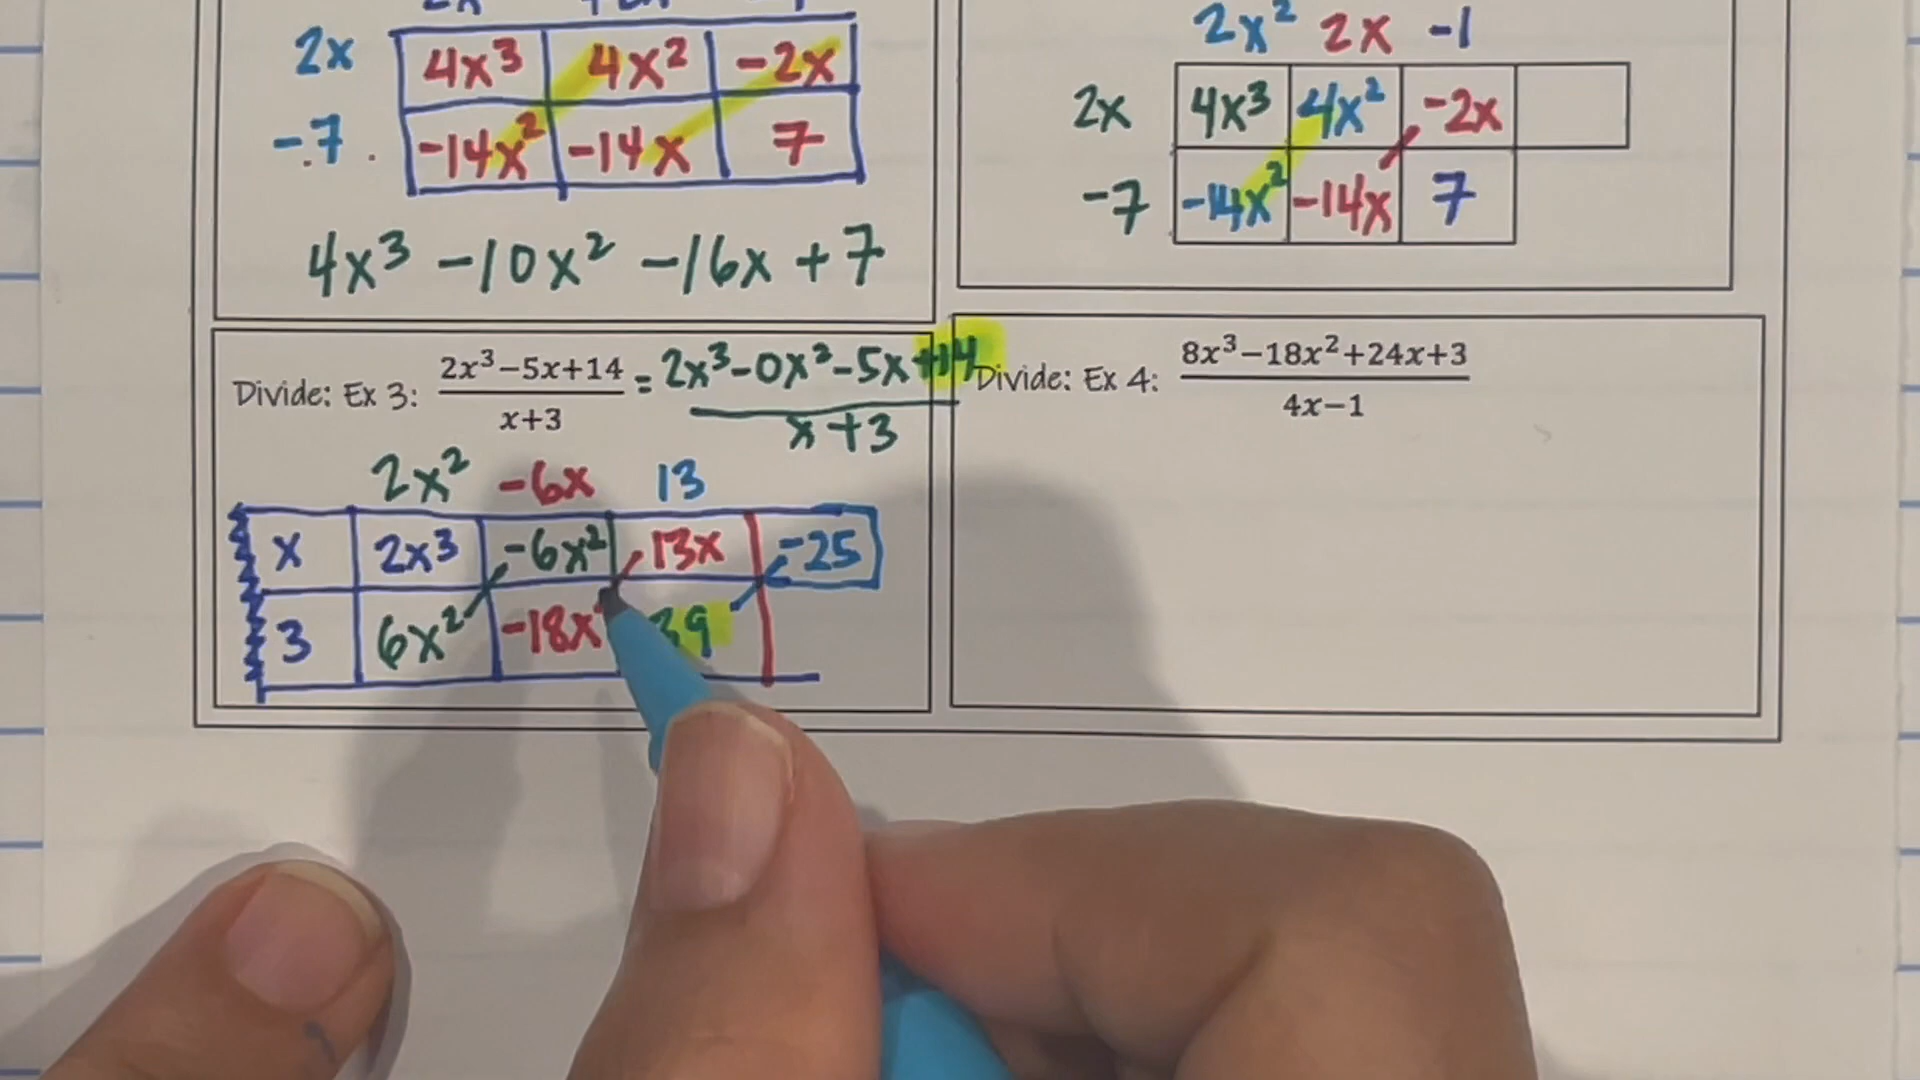 2x 4x³ 4x² -2x
-7 -14x² -14x 7
4x³ -10x² -16x +7
2x² 2x -1
2x 4x³ 4x² -2x
-7 -14x² -14x 7
Divide: Ex 3: 2x³-5x+14 = 2x³-0x²-5x+14
x+3 x+3
2x² -6x 13
x 2x³ -6x² 13x -25
3 6x² -18x 39
Divide: Ex 4: 8x³-18x²+24x+3
4x-1